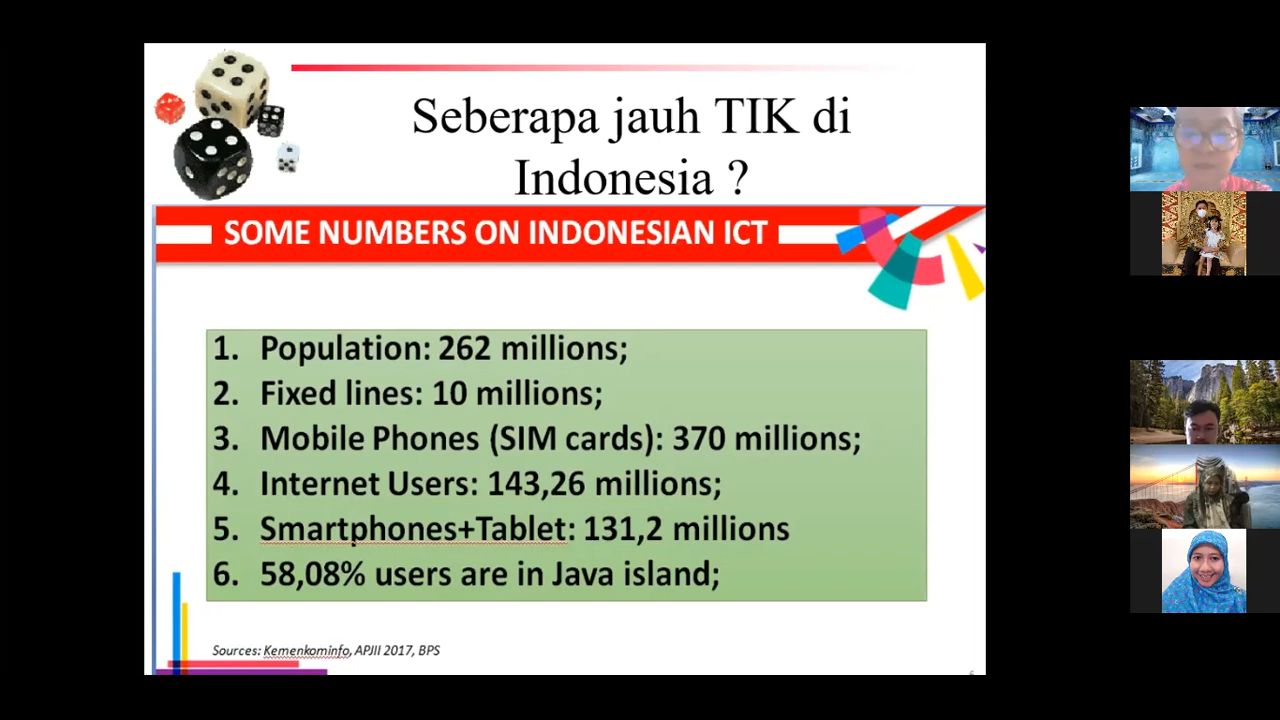 Seberapa jauh TIK di
Indonesia ?
SOME NUMBERS ON INDONESIAN ICT
1. Population: 262 millions;
2. Fixed lines: 10 millions;
3. Mobile Phones (SIM cards): 370 millions;
4. Internet Users: 143,26 millions;
5. Smartphones+Tablet: 131,2 millions
6. 58,08% users are in Java island;
Sources: Kemenkominfo, APJII 2017, BPS